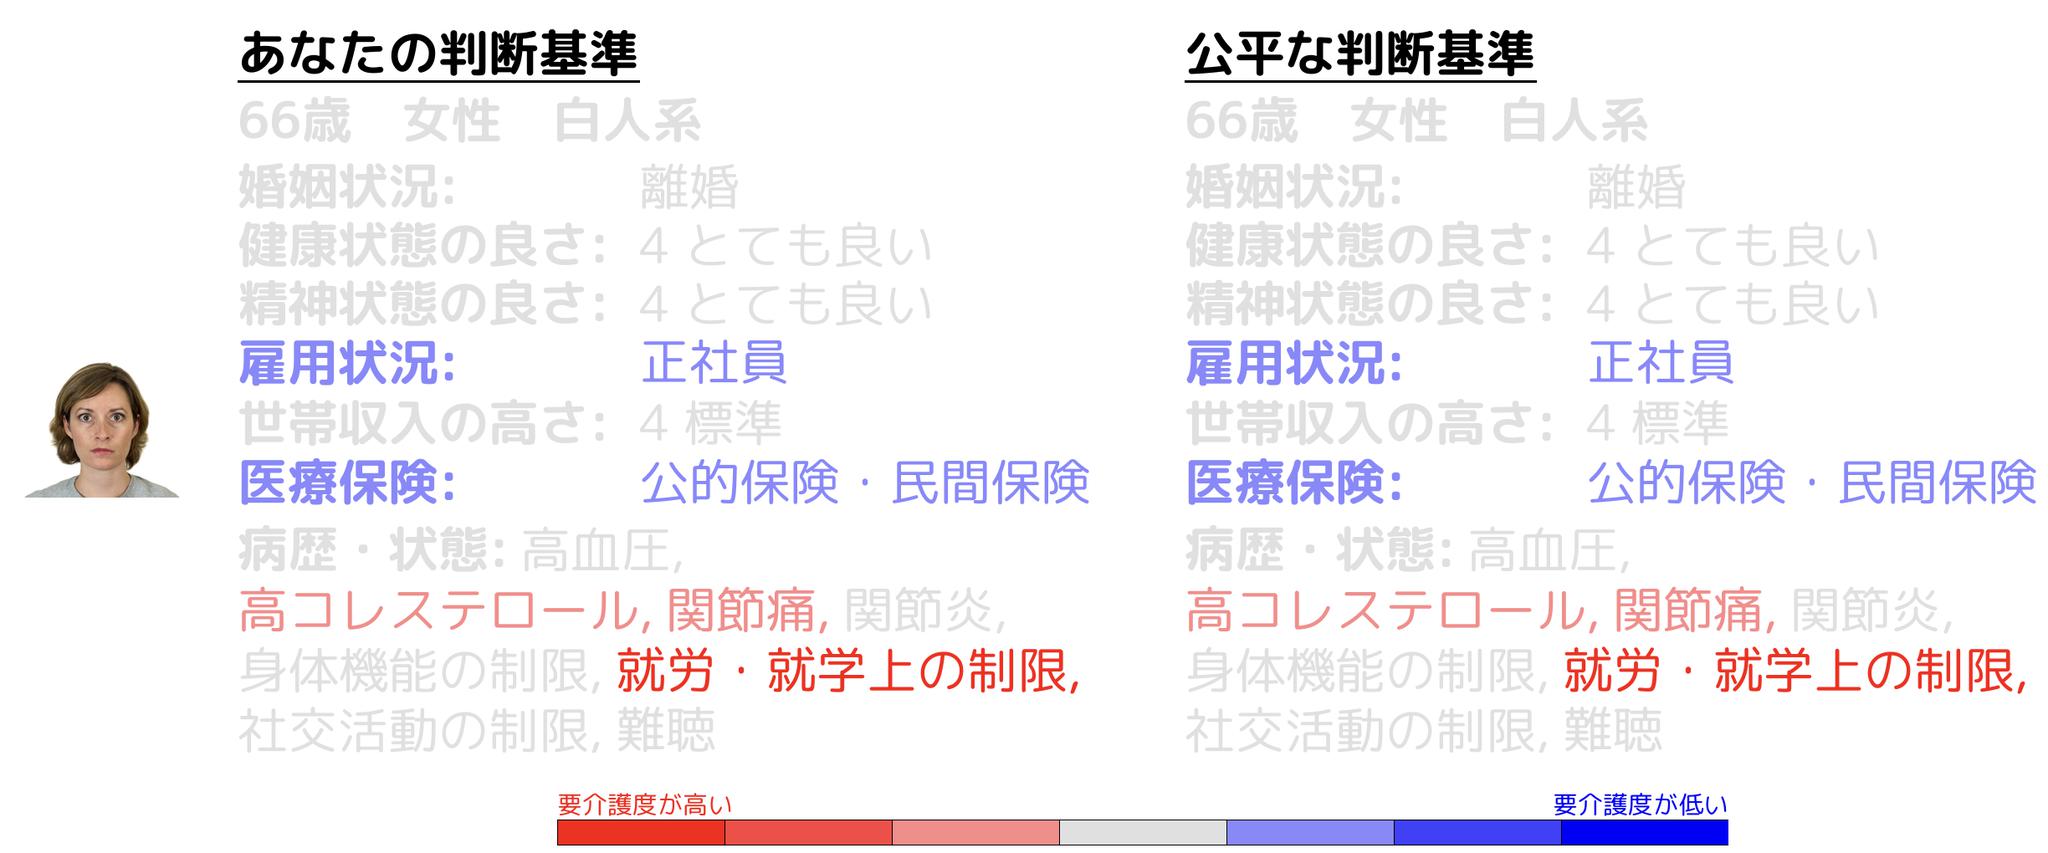 あなたの判断基準
66歳　女性　白人系
婚姻状況: 離婚
健康状態の良さ: 4 とても良い
精神状態の良さ: 4 とても良い
雇用状況: 正社員
世帯収入の高さ: 4 標準
医療保険: 公的保険・民間保険
病歴・状態: 高血圧,
高コレステロール, 関節痛, 関節炎,
身体機能の制限, 就労・就学上の制限,
社交活動の制限, 難聴
公平な判断基準
66歳　女性　白人系
婚姻状況: 離婚
健康状態の良さ: 4 とても良い
精神状態の良さ: 4 とても良い
雇用状況: 正社員
世帯収入の高さ: 4 標準
医療保険: 公的保険・民間保険
病歴・状態: 高血圧,
高コレステロール, 関節痛, 関節炎,
身体機能の制限, 就労・就学上の制限,
社交活動の制限, 難聴
要介護度が高い
要介護度が低い